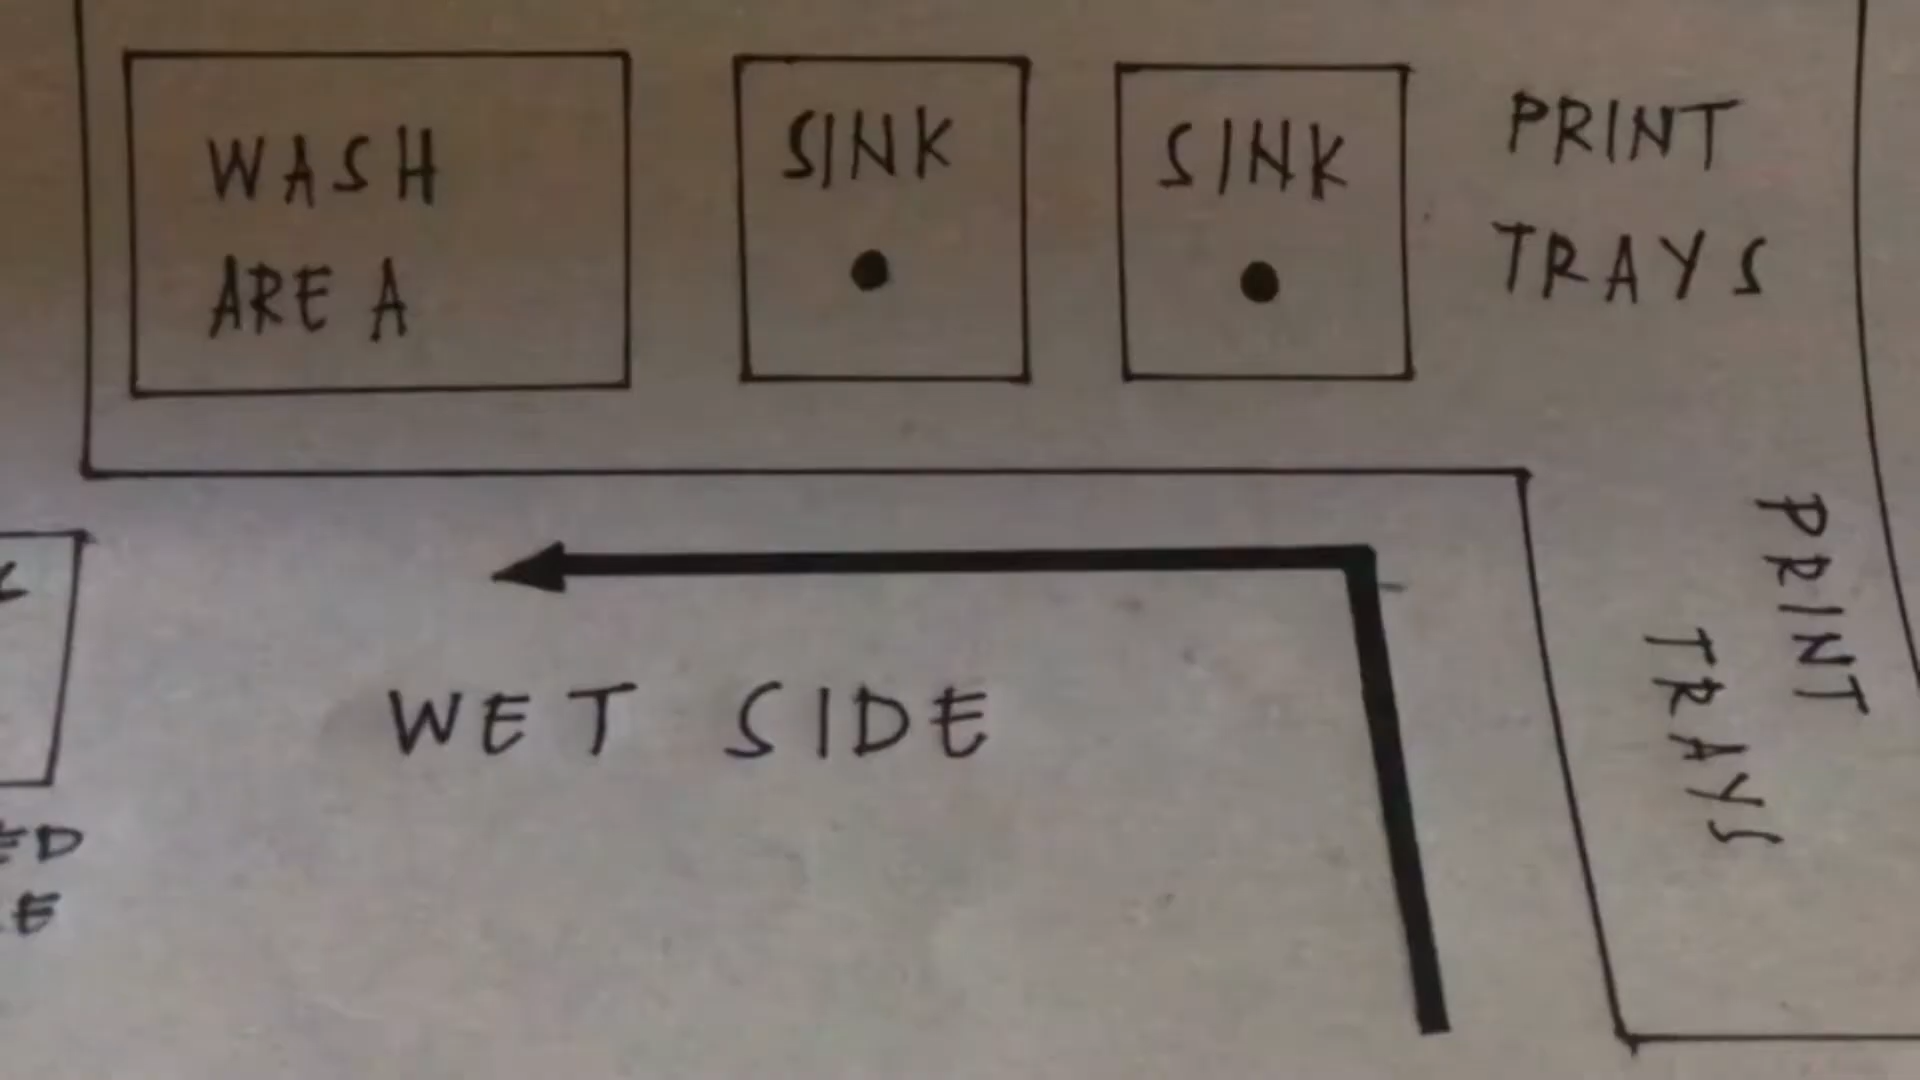 WASH
AREA
SINK
SINK
PRINT
TRAYS
PRINT
TRAYS
WET SIDE